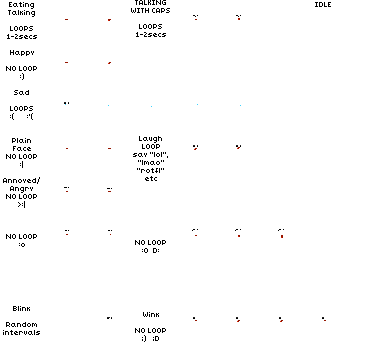 Eating
Talking
LOOPS
1-2secs
TALKING
WITH CAPS
LOOPS
1-2secs
IDLE
Happy
NO LOOP
:)
Sad
LOOPS
:( :'(
Plain
Face
NO LOOP
:|
Laugh
LOOP
say "lol",
"lmao"
"rotfl"
etc
Annoyed/
Angry
NO LOOP
>:|
NO LOOP
:o
NO LOOP
:O D:
Blink
Random
intervals
Wink
NO LOOP
;) ;D